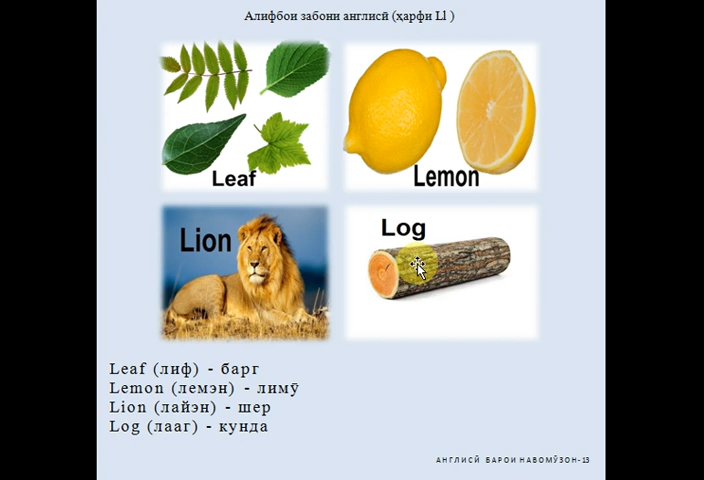 Алифбои забони англисӣ (ҳарфи Ll )
Leaf
Lemon
Lion
Log
Leaf (лиф) - барг
Lemon (лемэн) - лимӯ
Lion (лайэн) - шер
Log (лааг) - кунда
АНГЛИСӢ БАРОИ НАВОМӮЗОН-13